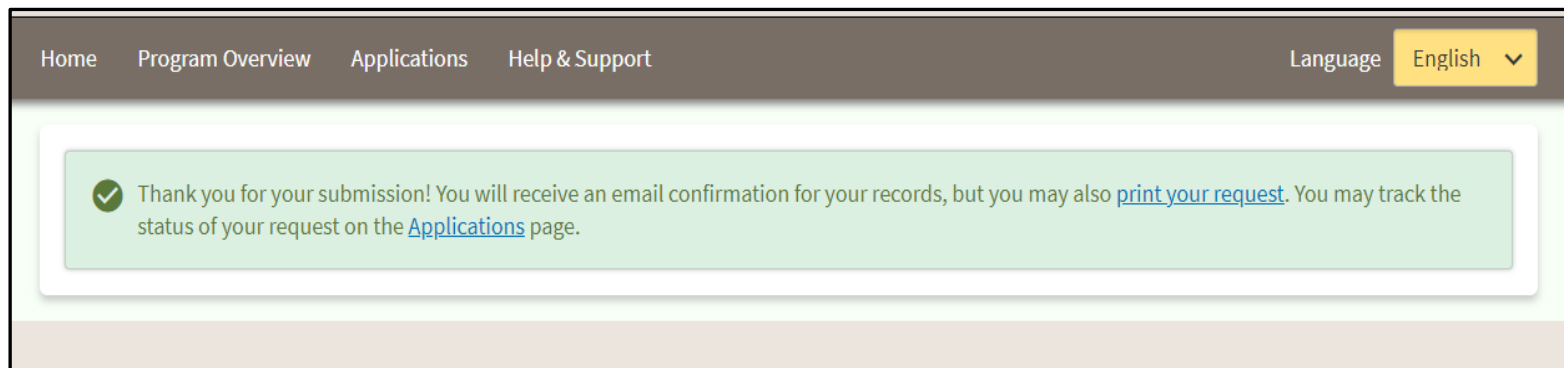 Home Program Overview Applications Help & Support Language English
Thank you for your submission! You will receive an email confirmation for your records, but you may also print your request. You may track the
status of your request on the Applications page.